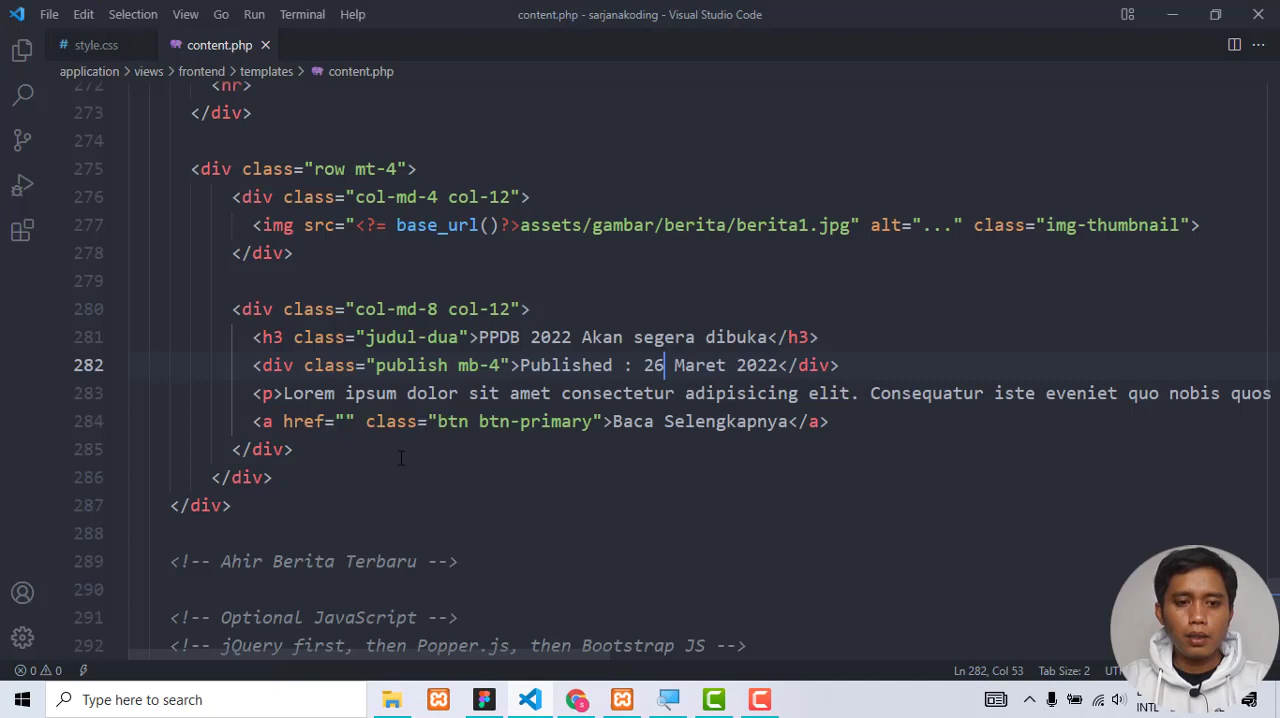 File Edit Selection View Go Run Terminal Help
content.php - sarjanakoding - Visual Studio Code
style.css
content.php
application > views > frontend > templates > content.php
272 <hr>
273 </div>
274
275 <div class="row mt-4">
276 <div class="col-md-4 col-12">
277 <img src="<?= base_url()?>assets/gambar/berita/berita1.jpg" alt="..." class="img-thumbnail">
278 </div>
279
280 <div class="col-md-8 col-12">
281 <h3 class="judul-dua">PPDB 2022 Akan segera dibuka</h3>
282 <div class="publish mb-4">Published : 26 Maret 2022</div>
283 <p>Lorem ipsum dolor sit amet consectetur adipisicing elit. Consequatur iste eveniet quo nobis quos
284 <a href="" class="btn btn-primary">Baca Selengkapnya</a>
285 </div>
286 </div>
287 </div>
288
289 <!-- Ahir Berita Terbaru -->
290
291 <!-- Optional JavaScript -->
292 <!-- jQuery first, then Popper.js, then Bootstrap JS -->
0 0
Ln 282, Col 53
Tab Size: 2
Type here to search
INTL